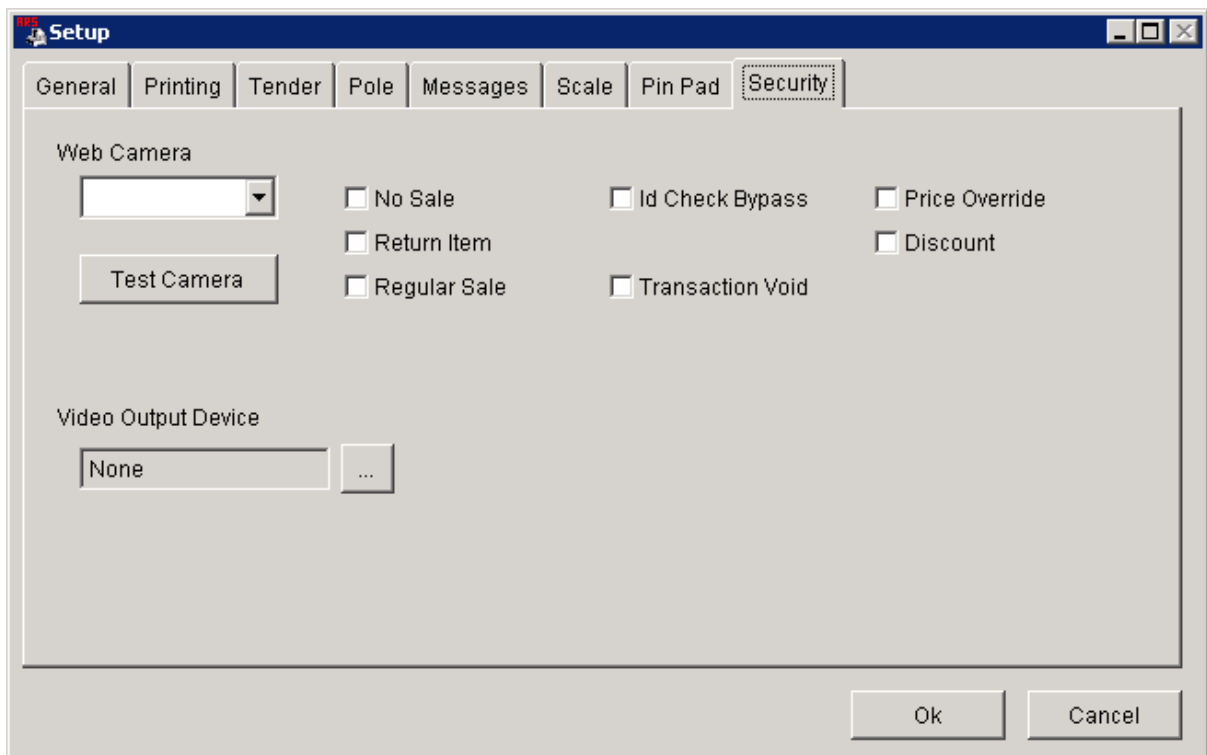 ARS
Setup
General Printing Tender Pole Messages Scale Pin Pad Security
Web Camera
No Sale Id Check Bypass Price Override
Return Item Discount
Test Camera
Regular Sale Transaction Void
Video Output Device
None ...
Ok Cancel